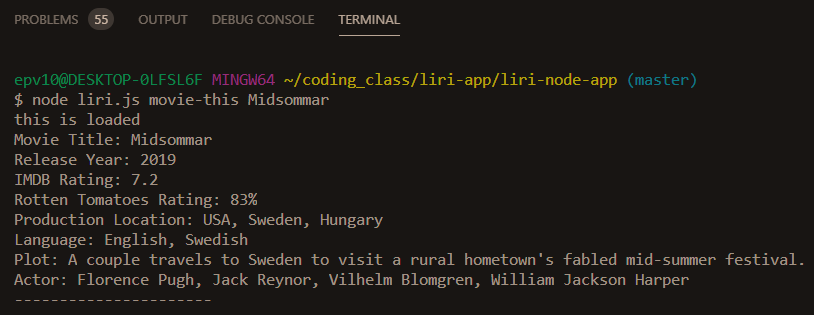 PROBLEMS 55 OUTPUT DEBUG CONSOLE TERMINAL
epv10@DESKTOP-0LFSL6F MINGW64 ~/coding_class/liri-app/liri-node-app (master)
$ node liri.js movie-this Midsommar
this is loaded
Movie Title: Midsommar
Release Year: 2019
IMDB Rating: 7.2
Rotten Tomatoes Rating: 83%
Production Location: USA, Sweden, Hungary
Language: English, Swedish
Plot: A couple travels to Sweden to visit a rural hometown's fabled mid-summer festival.
Actor: Florence Pugh, Jack Reynor, Vilhelm Blomgren, William Jackson Harper
----------------------